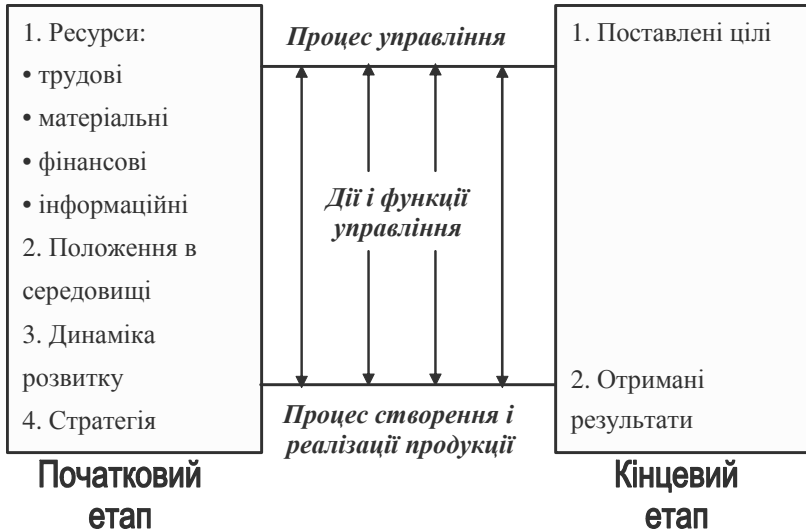 1. Ресурси:
• трудові
• матеріальні
• фінансові
• інформаційні
2. Положення в
середовищі
3. Динаміка
розвитку
4. Стратегія
Початковий
етап
Процес управління
Дії і функції
управління
Процес створення і
реалізації продукції
1. Поставлені цілі
2. Отримані
результати
Кінцевий
етап